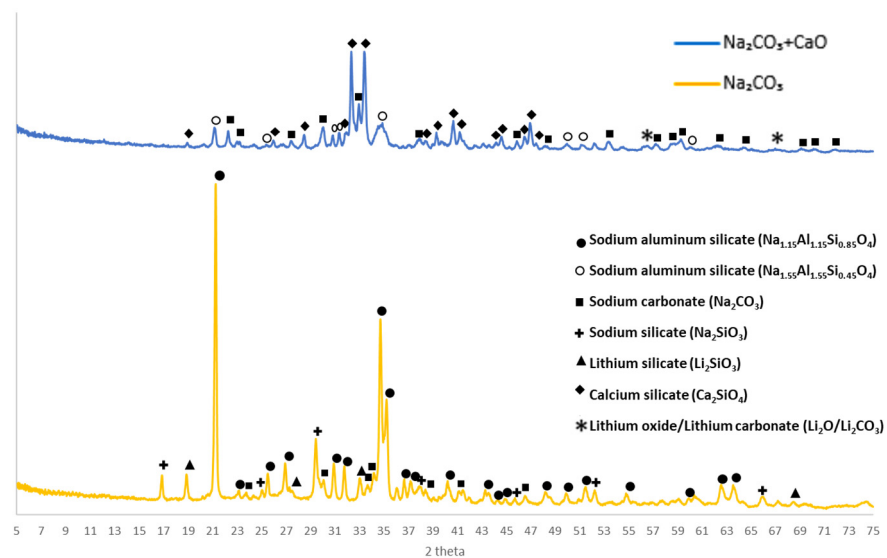 Na₂CO₃+CaO
Na₂CO₃
● Sodium aluminum silicate (Na₁.₁₅Al₁.₁₅Si₀.₈₅O₄)
○ Sodium aluminum silicate (Na₁.₅₅Al₁.₅₅Si₀.₄₅O₄)
■ Sodium carbonate (Na₂CO₃)
+ Sodium silicate (Na₂SiO₃)
▲ Lithium silicate (Li₂SiO₃)
◆ Calcium silicate (Ca₂SiO₄)
* Lithium oxide/Lithium carbonate (Li₂O/Li₂CO₃)
5 7 9 11 13 15 17 19 21 23 25 27 29 31 33 35 37 39 41 43 45 47 49 51 53 55 57 59 61 63 65 67 69 71 73 75
2 theta